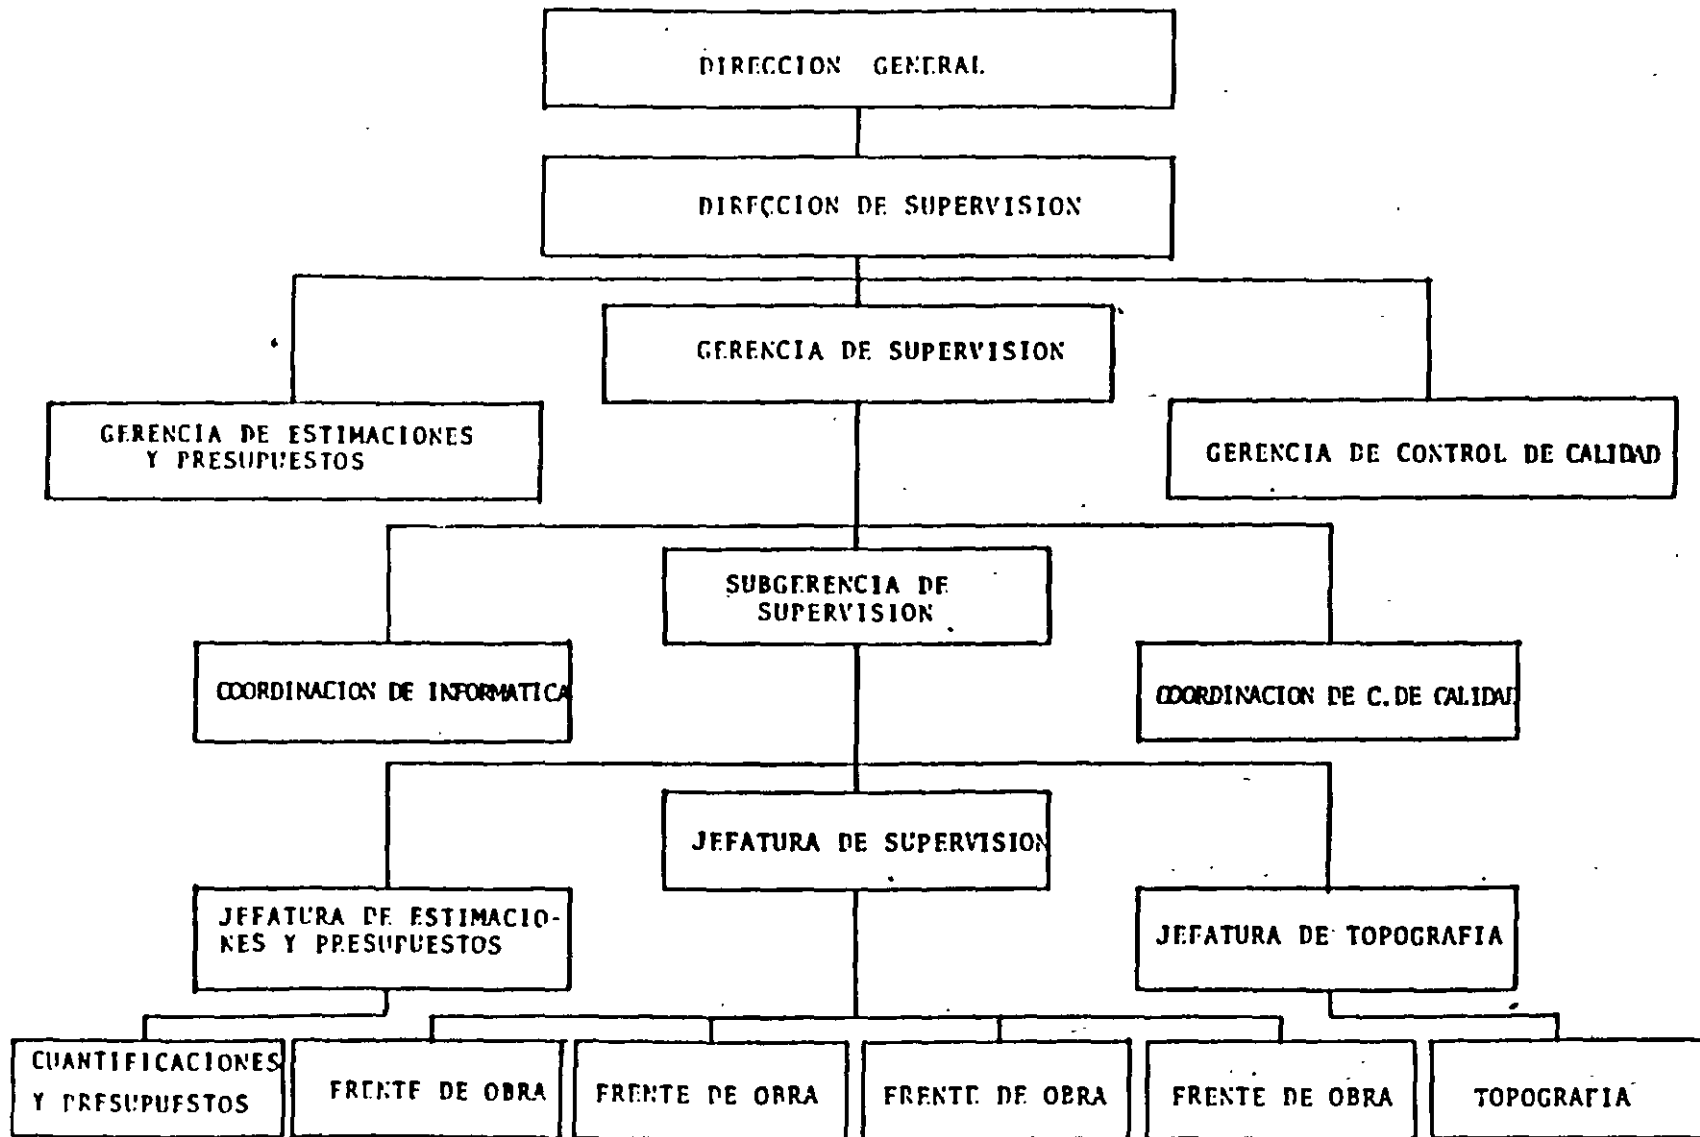 DIRECCION GENERAL
DIRECCION DE SUPERVISION
GERENCIA DE SUPERVISION
GERENCIA DE ESTIMACIONES
Y PRESUPUESTOS
GERENCIA DE CONTROL DE CALIDAD
SUBGERENCIA DE
SUPERVISION
COORDINACION DE INFORMATICA
COORDINACION DE C. DE CALIDAD
JEFATURA DE SUPERVISION
JEFATURA DE ESTIMACIO-
NES Y PRESUPUESTOS
JEFATURA DE TOPOGRAFIA
CUANTIFICACIONES
Y PRESUPUESTOS
FRENTE DE OBRA
FRENTE DE OBRA
FRENTE DE OBRA
FRENTE DE OBRA
TOPOGRAFIA